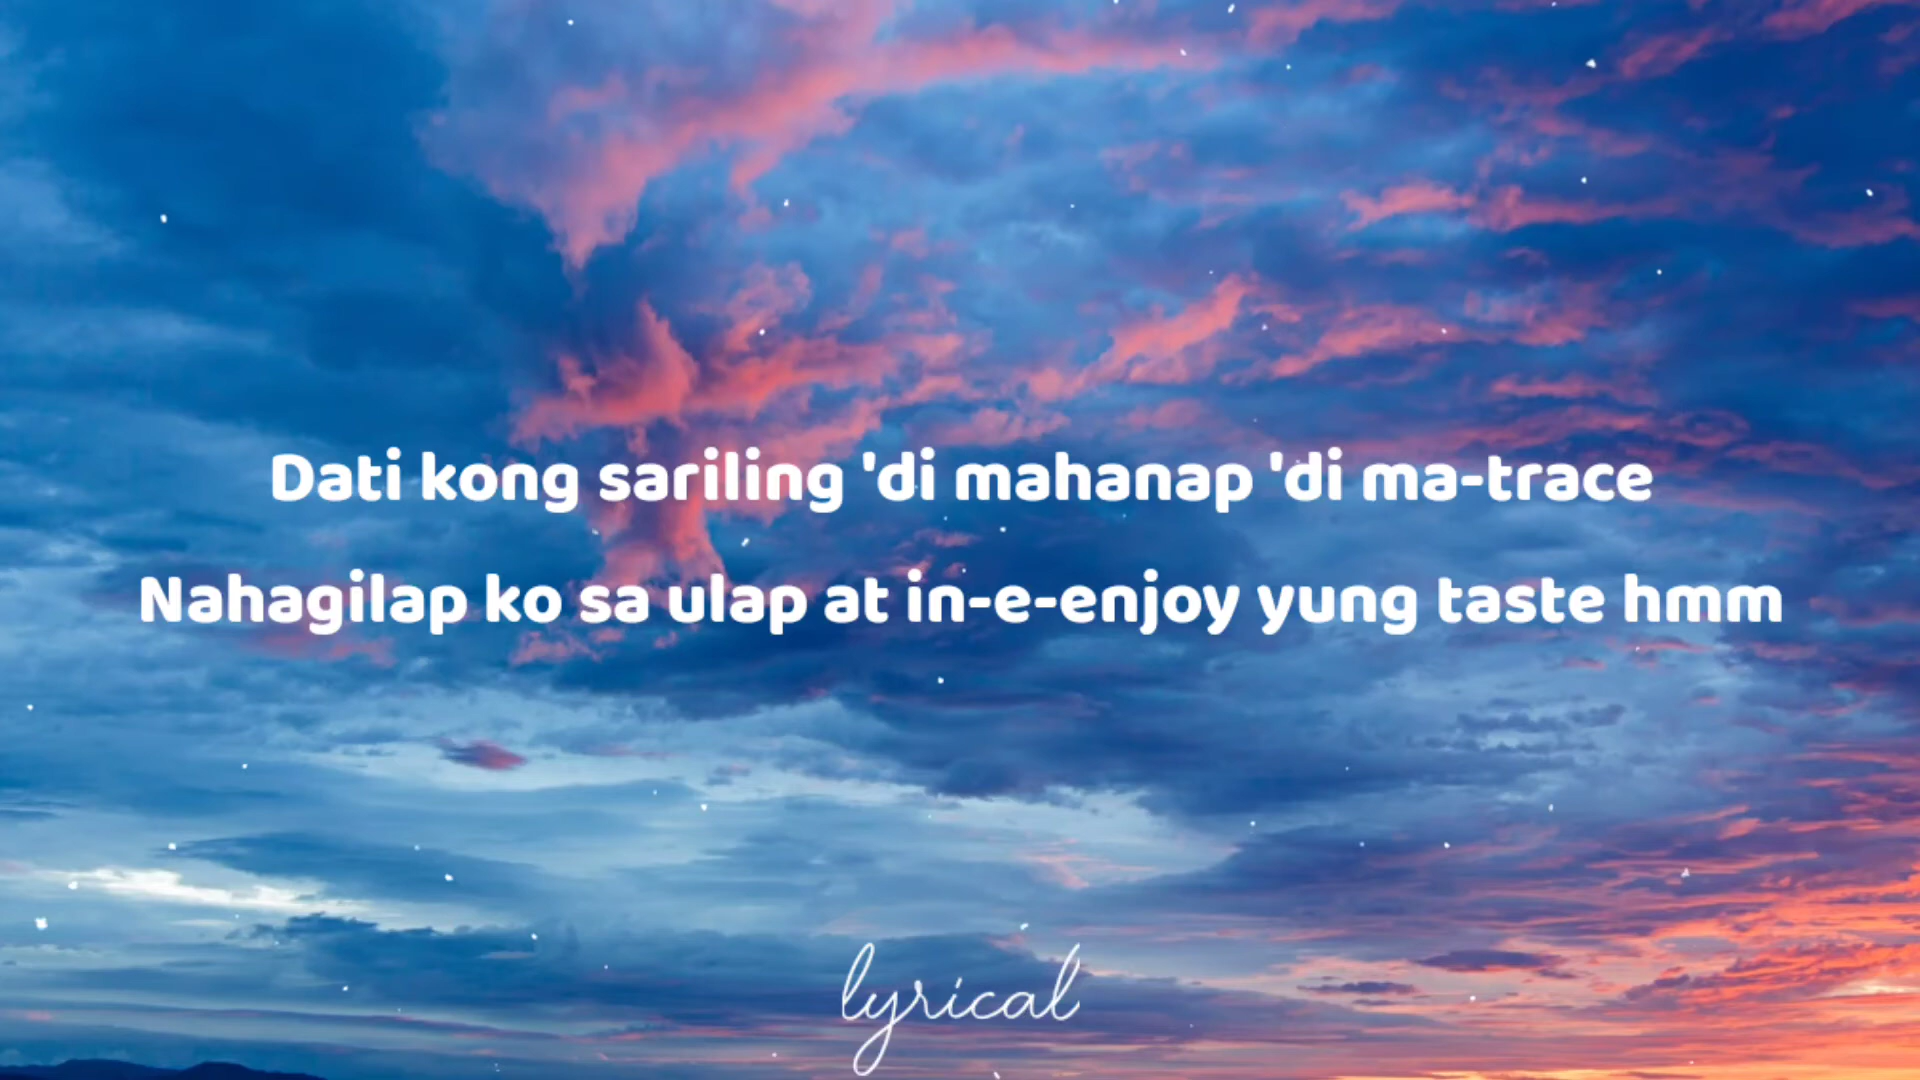 Dati kong sariling 'di mahanap 'di ma-trace
Nahagilap ko sa ulap at in-e-enjoy yung taste hmm
lyrical